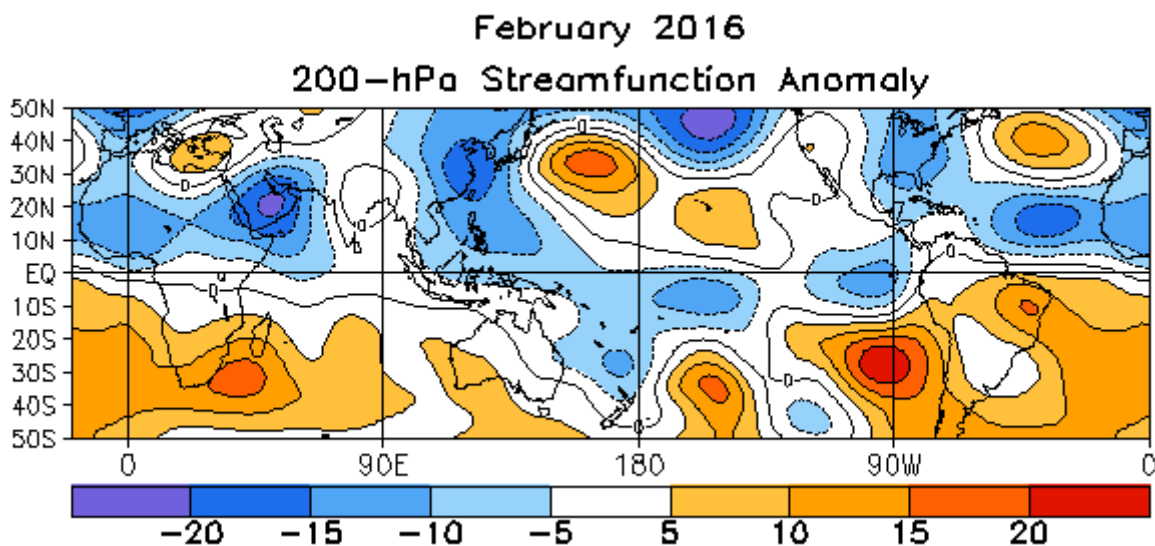 February 2016
200-hPa Streamfunction Anomaly
50N
40N
30N
20N
10N
EQ
10S
20S
30S
40S
50S
0 90E 180 90W 0
-20 -15 -10 -5 5 10 15 20